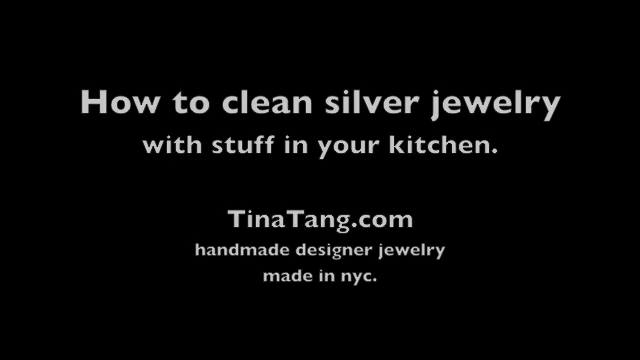 How to clean silver jewelry
with stuff in your kitchen.
TinaTang.com
handmade designer jewelry
made in nyc.